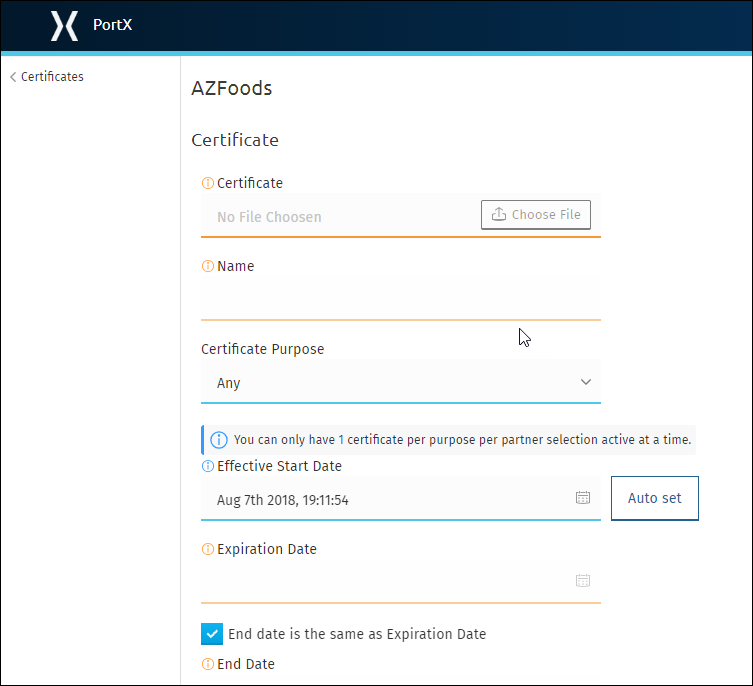 PortX
Certificates
AZFoods
Certificate
Certificate
No File Choosen
Choose File
Name
Certificate Purpose
Any
You can only have 1 certificate per purpose per partner selection active at a time.
Effective Start Date
Aug 7th 2018, 19:11:54
Auto set
Expiration Date
End date is the same as Expiration Date
End Date